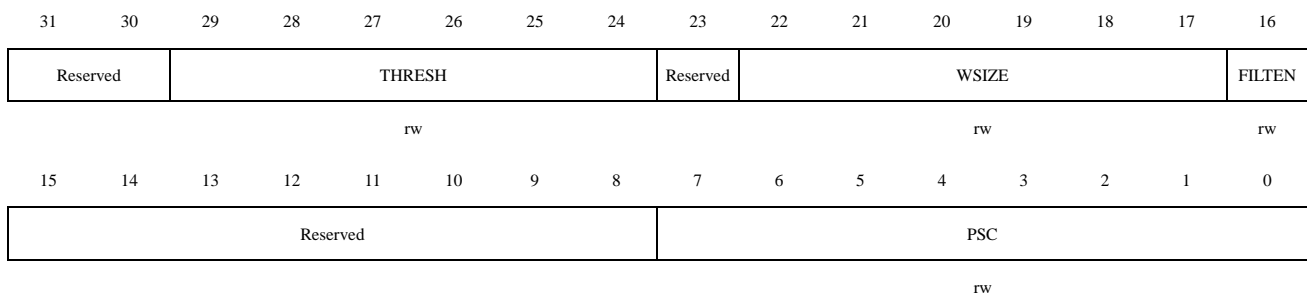 31 30 29 28 27 26 25 24 23 22 21 20 19 18 17 16
Reserved THRESH Reserved WSIZE FILTEN
rw rw rw
15 14 13 12 11 10 9 8 7 6 5 4 3 2 1 0
Reserved PSC
rw